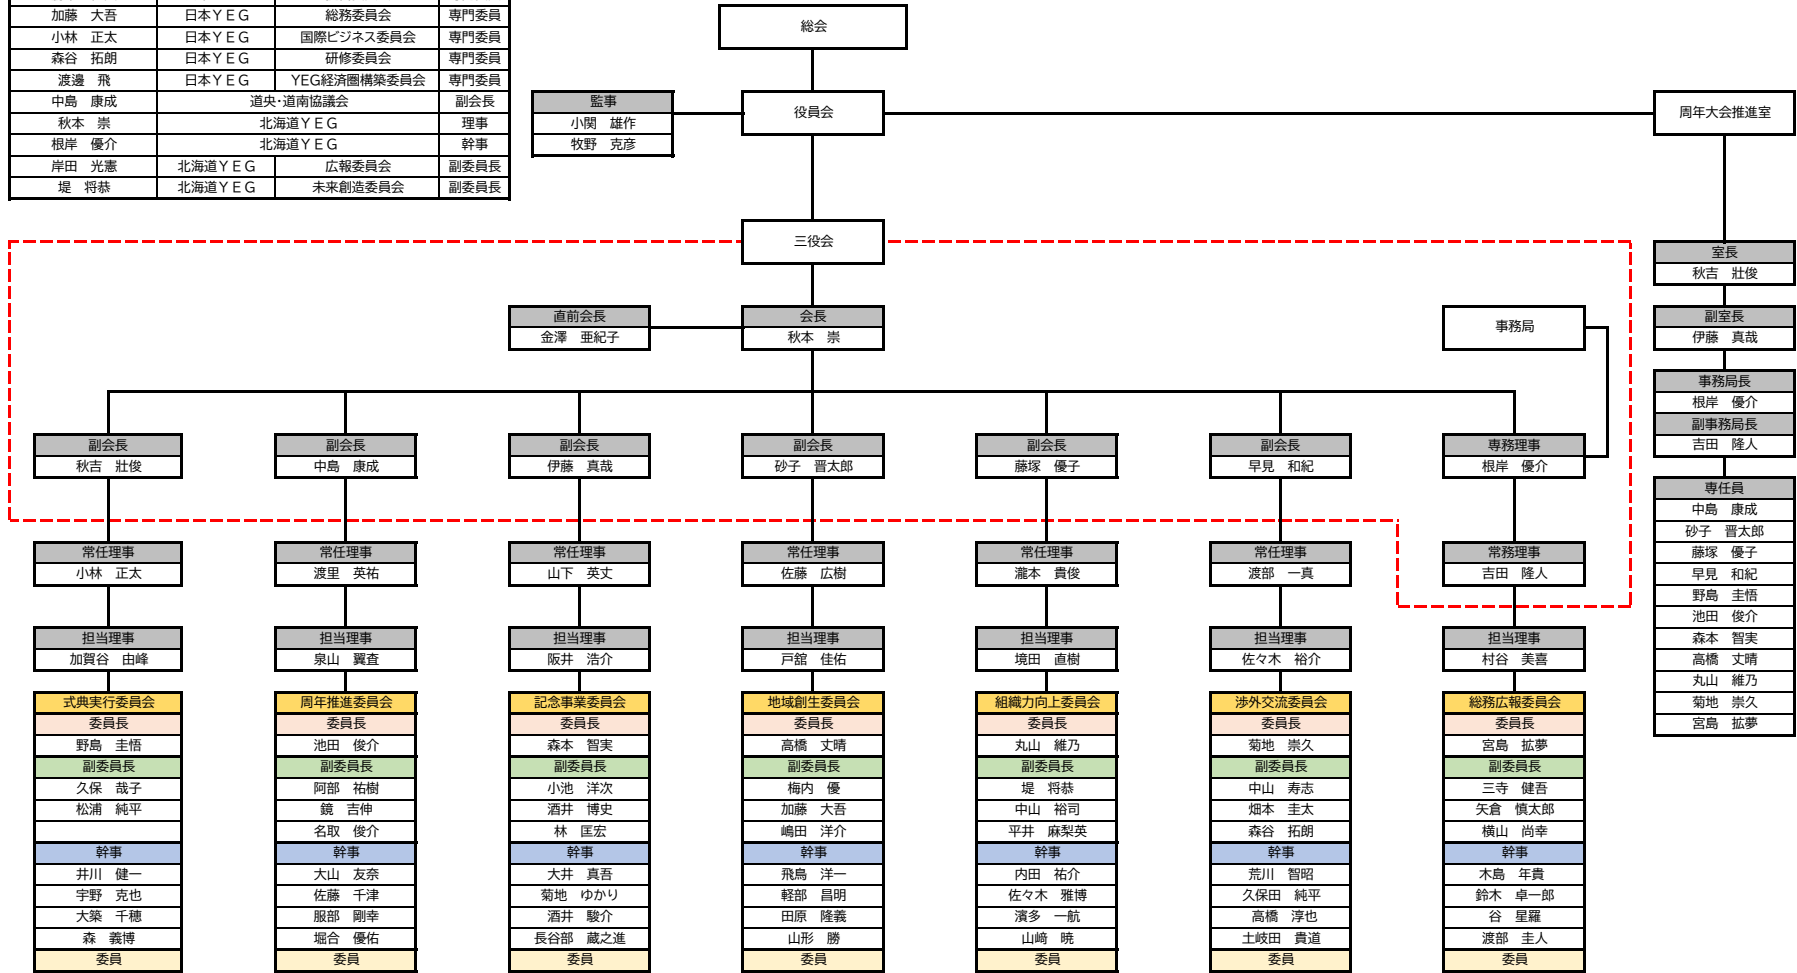 加藤　大吾 日本ＹＥＧ 総務委員会 専門委員
小林　正太 日本ＹＥＧ 国際ビジネス委員会 専門委員
森谷　拓朗 日本ＹＥＧ 研修委員会 専門委員
渡邊　飛 日本ＹＥＧ YEG経済圏構築委員会 専門委員
中島　康成 道央・道南協議会 副会長
秋本　崇 北海道ＹＥＧ 理事
根岸　優介 北海道ＹＥＧ 幹事
岸田　光憲 北海道ＹＥＧ 広報委員会 副委員長
堤　将恭 北海道ＹＥＧ 未来創造委員会 副委員長
総会
監事
小関　雄作
牧野　克彦
役員会
周年大会推進室
三役会
直前会長
金澤　亜紀子
会長
秋本　崇
事務局
室長
秋吉　壯俊
副室長
伊藤　真哉
事務局長
根岸　優介
副事務局長
吉田　隆人
専任員
中島　康成
砂子　晋太郎
藤塚　優子
早見　和紀
野島　圭悟
池田　俊介
森本　智実
高橋　丈晴
丸山　維乃
菊地　崇久
宮島　拡夢
副会長
秋吉　壯俊
常任理事
小林　正太
担当理事
加賀谷　由峰
式典実行委員会
委員長
野島　圭悟
副委員長
久保　哉子
松浦　純平
幹事
井川　健一
宇野　克也
大築　千穂
森　義博
委員
副会長
中島　康成
常任理事
渡里　英祐
担当理事
泉山　翼査
周年推進委員会
委員長
池田　俊介
副委員長
阿部　祐樹
鏡　吉伸
名取　俊介
幹事
大山　友奈
佐藤　千津
服部　剛幸
堀合　優佑
委員
副会長
伊藤　真哉
常任理事
山下　英丈
担当理事
阪井　浩介
記念事業委員会
委員長
森本　智実
副委員長
小池　洋次
酒井　博史
林　匡宏
幹事
大井　真吾
菊地　ゆかり
酒井　駿介
長谷部　蔵之進
委員
副会長
砂子　晋太郎
常任理事
佐藤　広樹
担当理事
戸舘　佳佑
地域創生委員会
委員長
高橋　丈晴
副委員長
梅内　優
加藤　大吾
嶋田　洋介
幹事
飛島　洋一
軽部　昌明
田原　隆義
山形　勝
委員
副会長
藤塚　優子
常任理事
瀧本　貴俊
担当理事
境田　直樹
組織力向上委員会
委員長
丸山　維乃
副委員長
堤　将恭
中山　裕司
平井　麻梨英
幹事
内田　祐介
佐々木　雅博
濱多　一航
山﨑　暁
委員
副会長
早見　和紀
常任理事
渡部　一真
担当理事
佐々木　裕介
渉外交流委員会
委員長
菊地　崇久
副委員長
中山　寿志
畑本　圭太
森谷　拓朗
幹事
荒川　智昭
久保田　純平
高橋　淳也
土岐田　貴道
委員
専務理事
根岸　優介
常務理事
吉田　隆人
担当理事
村谷　美喜
総務広報委員会
委員長
宮島　拡夢
副委員長
三寺　健吾
矢倉　慎太郎
横山　尚幸
幹事
木島　年貴
鈴木　卓一郎
谷　星羅
渡部　圭人
委員